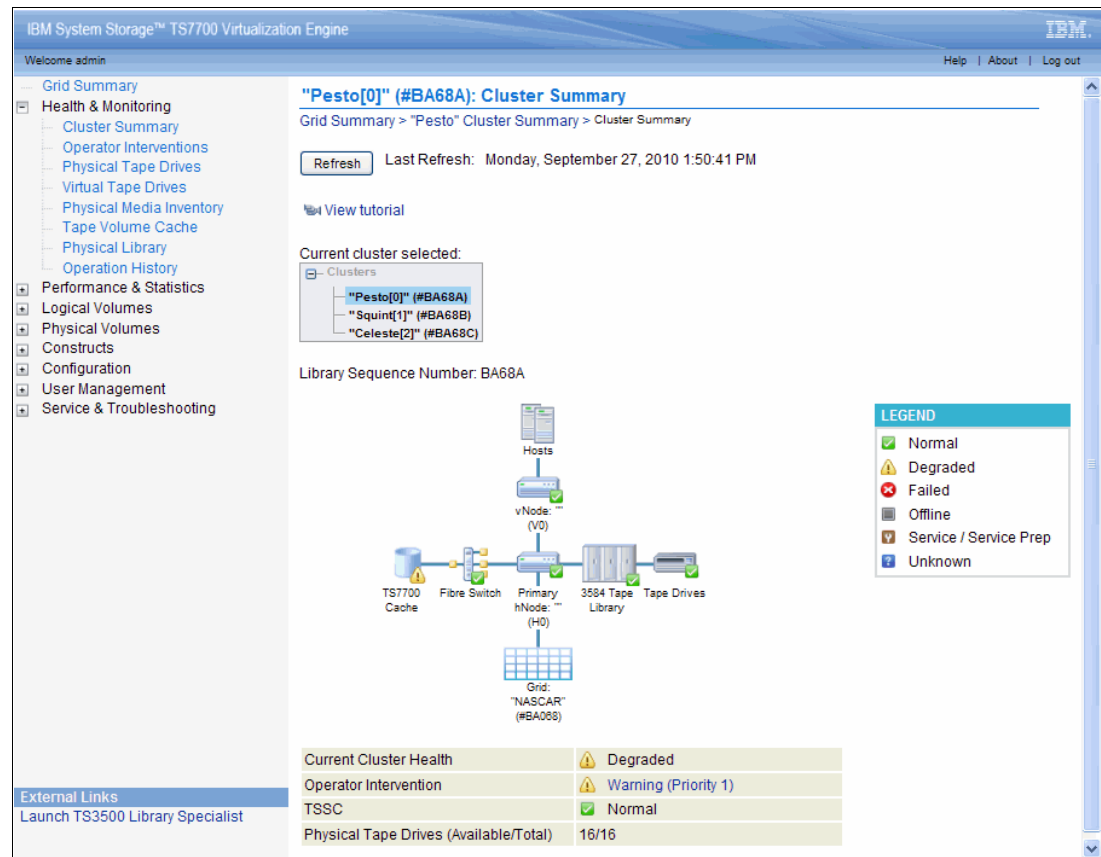 IBM System Storage™ TS7700 Virtualization Engine
IBM.
Welcome admin
Help | About | Log out
Grid Summary
Health & Monitoring
Cluster Summary
Operator Interventions
Physical Tape Drives
Virtual Tape Drives
Physical Media Inventory
Tape Volume Cache
Physical Library
Operation History
Performance & Statistics
Logical Volumes
Physical Volumes
Constructs
Configuration
User Management
Service & Troubleshooting
External Links
Launch TS3500 Library Specialist
"Pesto[0]" (#BA68A): Cluster Summary
Grid Summary > "Pesto" Cluster Summary > Cluster Summary
Refresh Last Refresh: Monday, September 27, 2010 1:50:41 PM
View tutorial
Current cluster selected:
Clusters
"Pesto[0]" (#BA68A)
"Squint[1]" (#BA68B)
"Celeste[2]" (#BA68C)
Library Sequence Number: BA68A
Hosts
vNode: ""
(V0)
TS7700
Cache
Fibre Switch
Primary
hNode: ""
(H0)
3584 Tape
Library
Tape Drives
Grid:
"NASCAR"
(#BA068)
LEGEND
Normal
Degraded
Failed
Offline
Service / Service Prep
Unknown
Current Cluster Health Degraded
Operator Intervention Warning (Priority 1)
TSSC Normal
Physical Tape Drives (Available/Total) 16/16